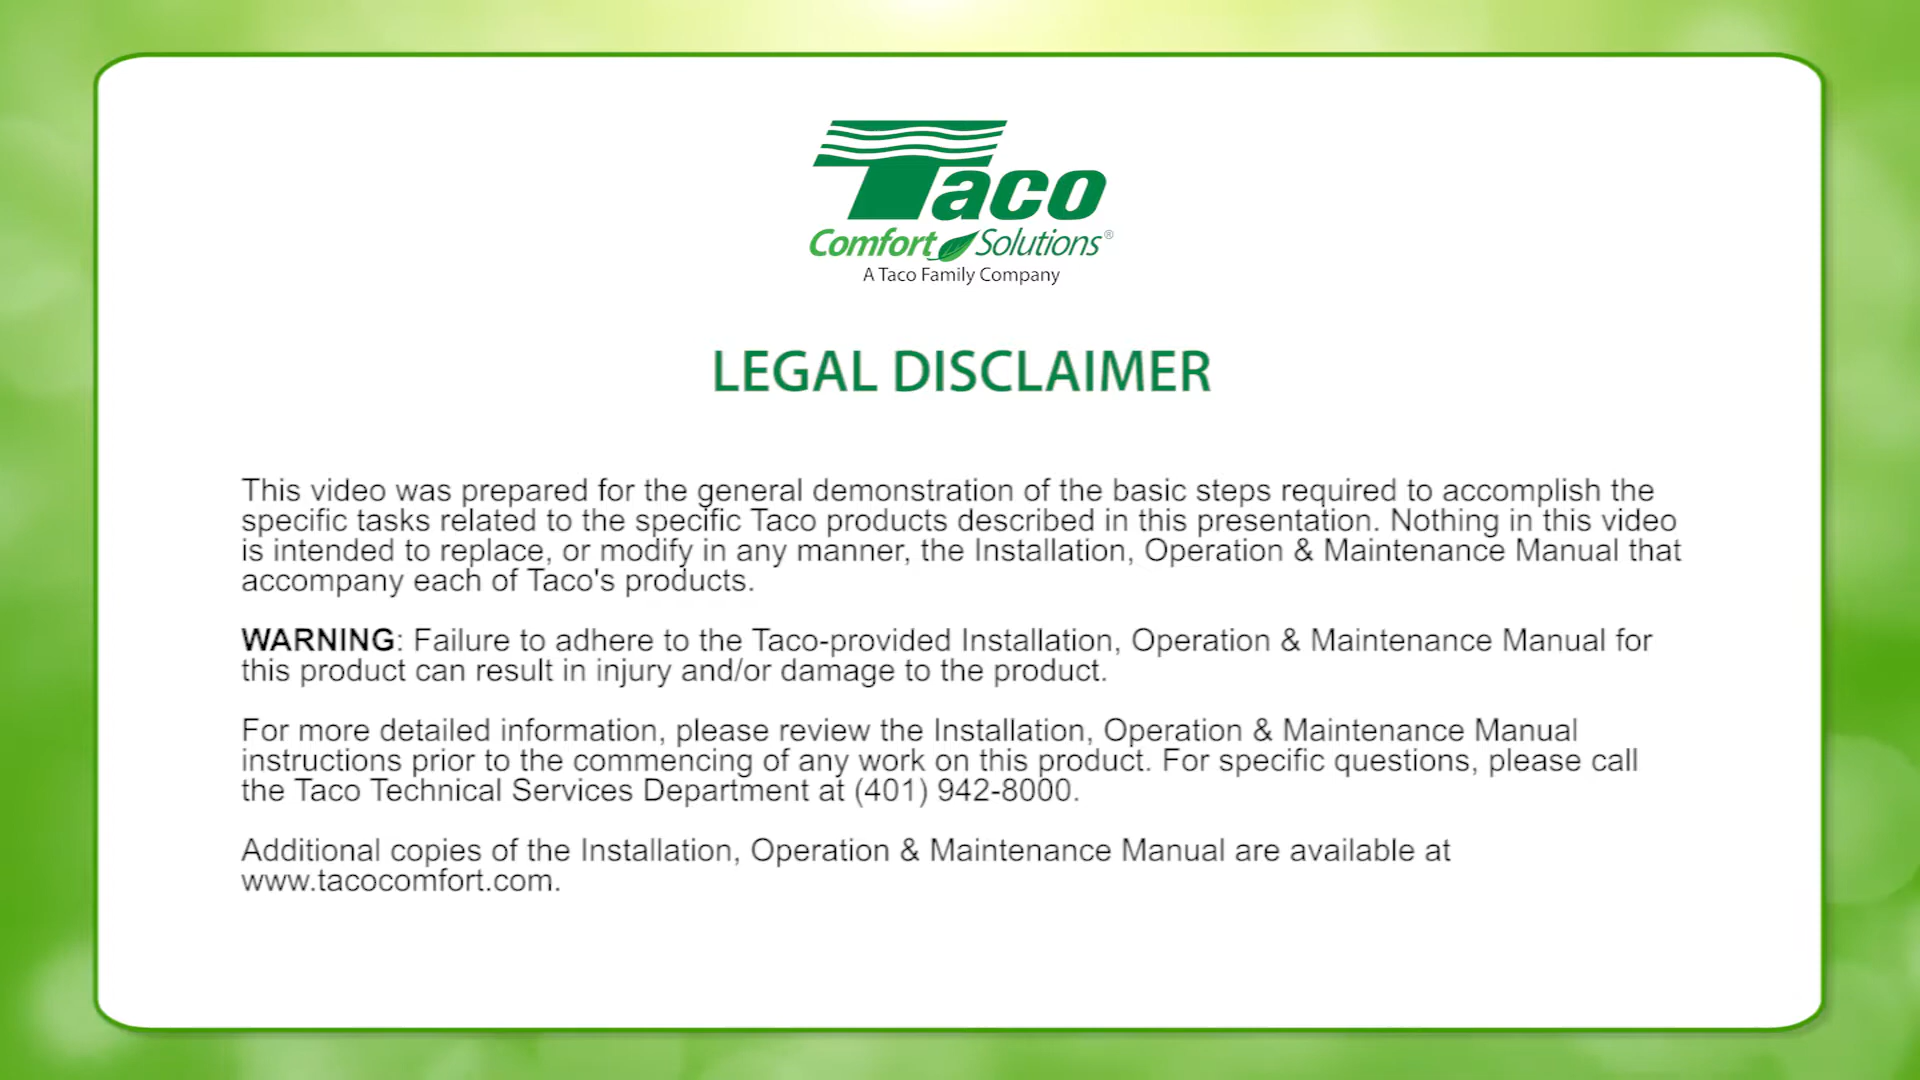 Taco
Comfort Solutions®
A Taco Family Company
LEGAL DISCLAIMER
This video was prepared for the general demonstration of the basic steps required to accomplish the
specific tasks related to the specific Taco products described in this presentation. Nothing in this video
is intended to replace, or modify in any manner, the Installation, Operation & Maintenance Manual that
accompany each of Taco's products.
WARNING: Failure to adhere to the Taco-provided Installation, Operation & Maintenance Manual for
this product can result in injury and/or damage to the product.
For more detailed information, please review the Installation, Operation & Maintenance Manual
instructions prior to the commencing of any work on this product. For specific questions, please call
the Taco Technical Services Department at (401) 942-8000.
Additional copies of the Installation, Operation & Maintenance Manual are available at
www.tacocomfort.com.